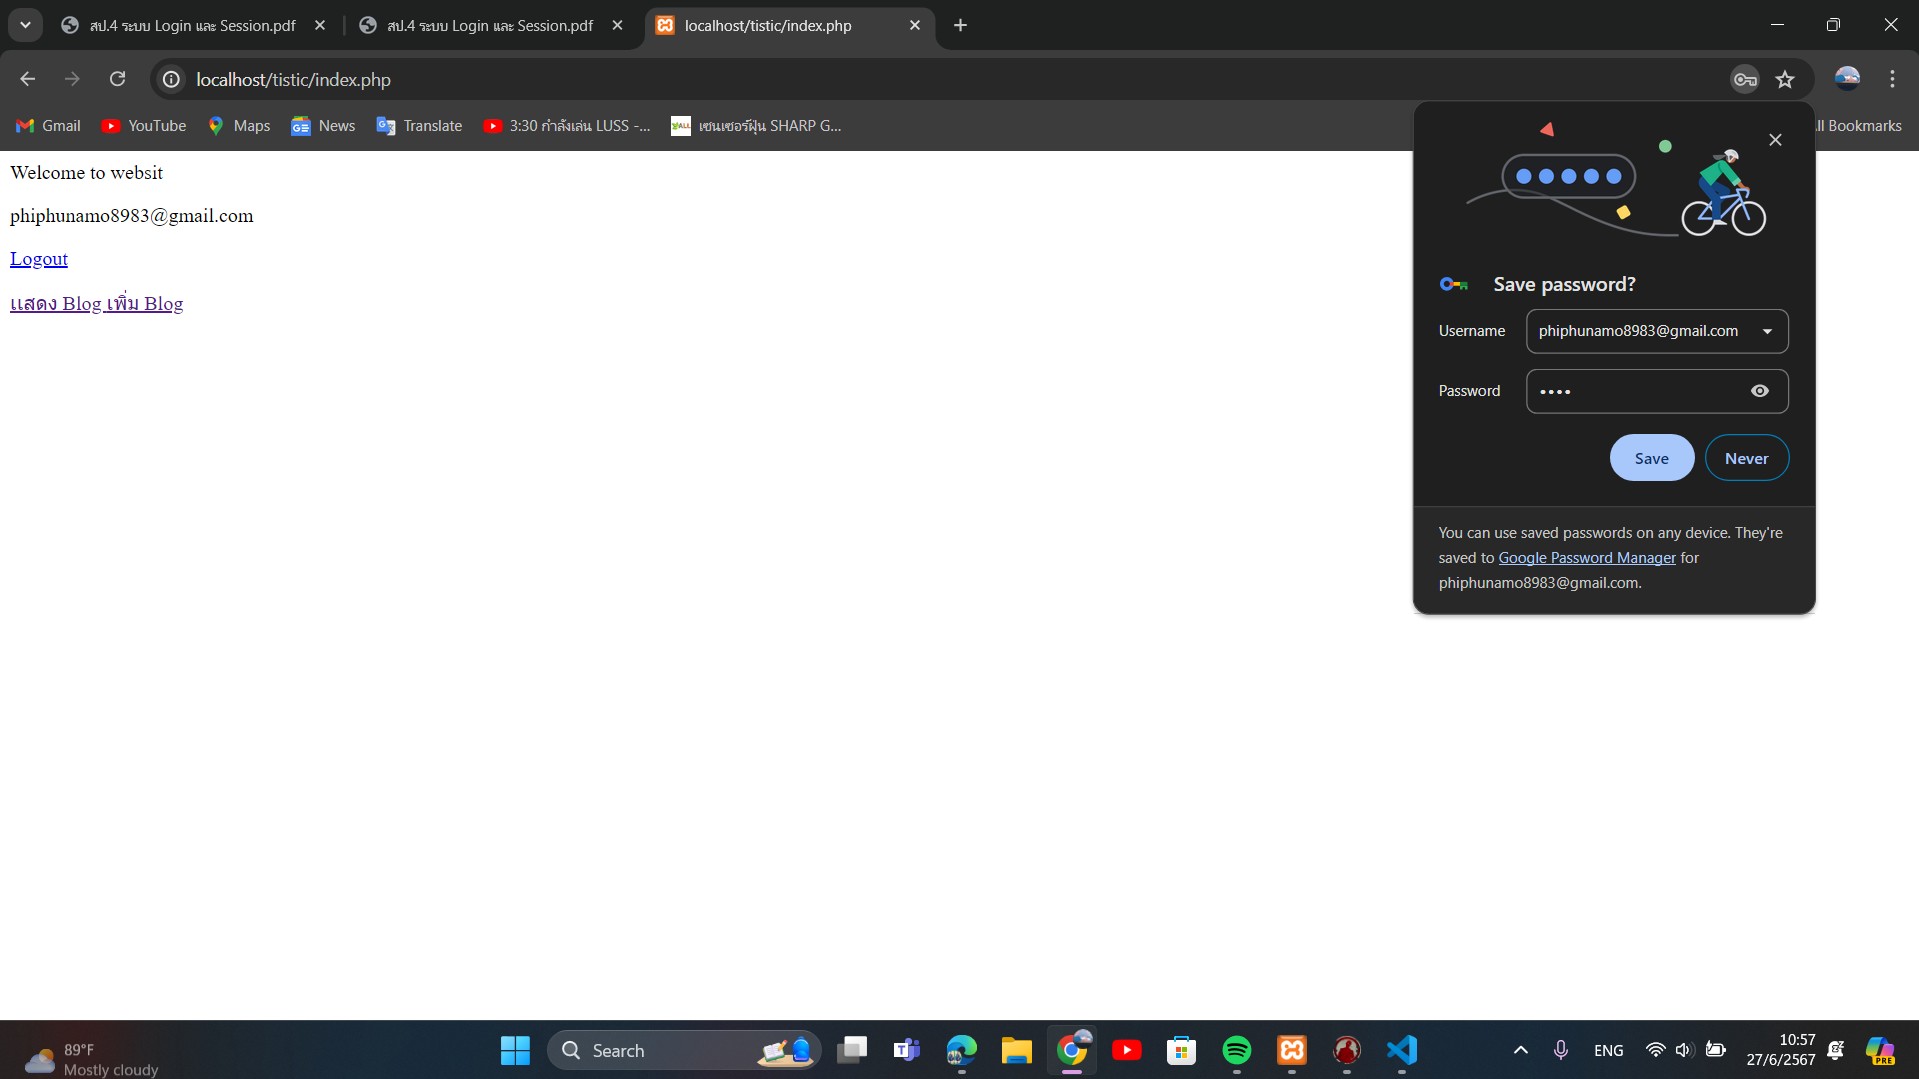 สป.4 ระบบ Login และ Session.pdf
สป.4 ระบบ Login และ Session.pdf
localhost/tistic/index.php
localhost/tistic/index.php
Gmail
YouTube
Maps
News
Translate
3:30 กำลังเล่น LUSS -...
เซนเซอร์ฝุ่น SHARP G...
ll Bookmarks
Welcome to websit
phiphunamo8983@gmail.com
Logout
แสดง Blog เพิ่ม Blog
Save password?
Username phiphunamo8983@gmail.com
Password ••••
Save Never
You can use saved passwords on any device. They're
saved to Google Password Manager for
phiphunamo8983@gmail.com.
89°F
Mostly cloudy
Search
PRE
ENG
10:57
27/6/2567